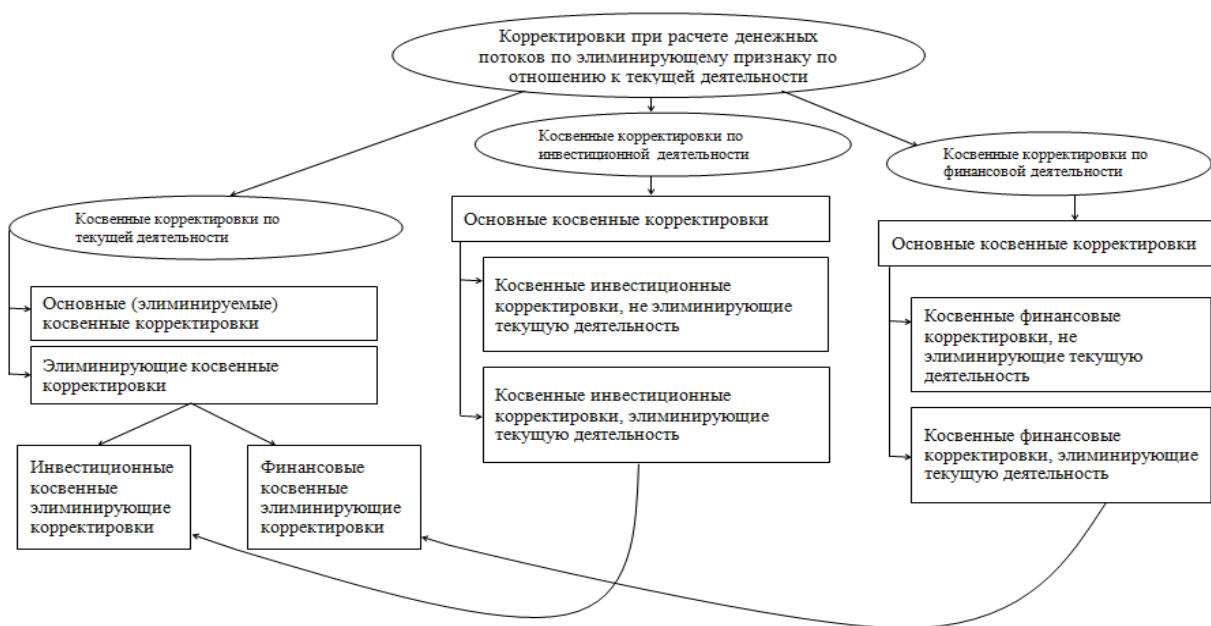 Корректировки при расчете денежных
потоков по элиминирующему признаку по
отношению к текущей деятельности
Косвенные корректировки по
инвестиционной деятельности
Косвенные корректировки по
финансовой деятельности
Косвенные корректировки по
текущей деятельности
Основные косвенные корректировки
Основные косвенные корректировки
Косвенные инвестиционные
корректировки, не элиминирующие
текущую деятельность
Основные (элиминируемые)
косвенные корректировки
Косвенные финансовые
корректировки, не
элиминирующие текущую
деятельность
Элиминирующие косвенные
корректировки
Косвенные инвестиционные
корректировки, элиминирующие
текущую деятельность
Косвенные финансовые
корректировки, элиминирующие
текущую деятельность
Инвестиционные
косвенные
элиминирующие
корректировки
Финансовые
косвенные
элиминирующие
корректировки